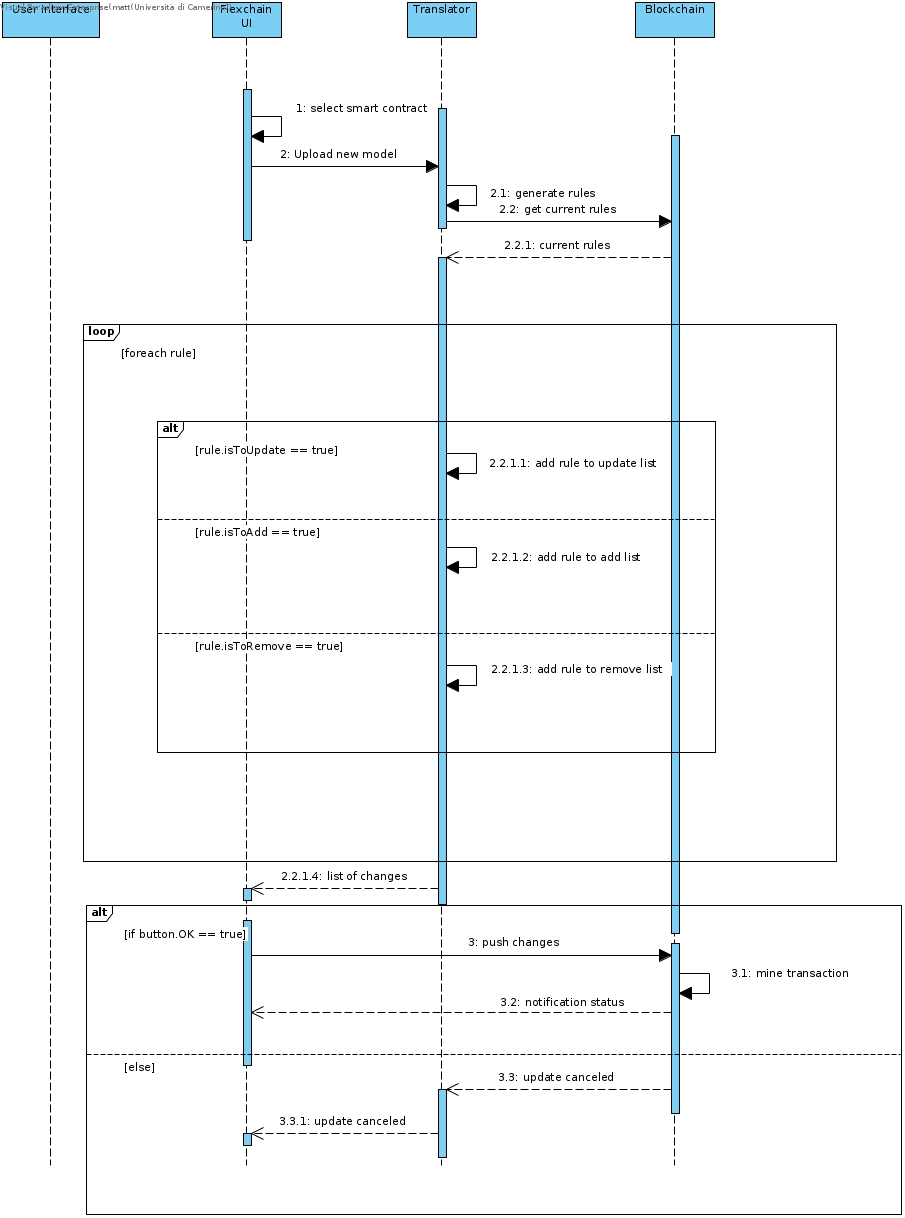 User Interface
Flexchain
UI
Translator
Blockchain
1: select smart contract
2: Upload new model
2.1: generate rules
2.2: get current rules
2.2.1: current rules
loop
[foreach rule]
alt
[rule.isToUpdate == true]
2.2.1.1: add rule to update list
[rule.isToAdd == true]
2.2.1.2: add rule to add list
[rule.isToRemove == true]
2.2.1.3: add rule to remove list
2.2.1.4: list of changes
alt
[if button.OK == true]
3: push changes
3.1: mine transaction
3.2: notification status
[else]
3.3: update canceled
3.3.1: update canceled